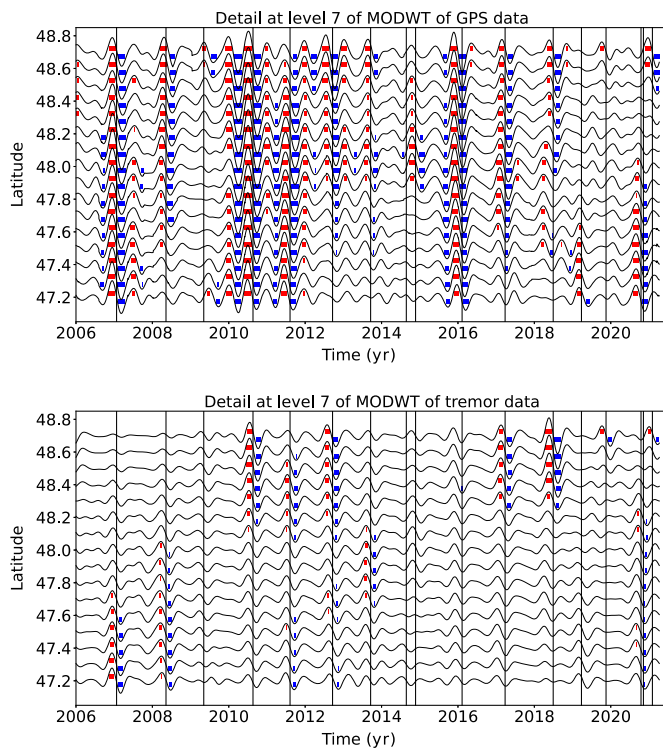 Detail at level 7 of MODWT of GPS data
48.8
48.6
48.4
48.2
48.0
47.8
47.6
47.4
47.2
Latitude
2006 2008 2010 2012 2014 2016 2018 2020
Time (yr)
Detail at level 7 of MODWT of tremor data
48.8
48.6
48.4
48.2
48.0
47.8
47.6
47.4
47.2
Latitude
2006 2008 2010 2012 2014 2016 2018 2020
Time (yr)